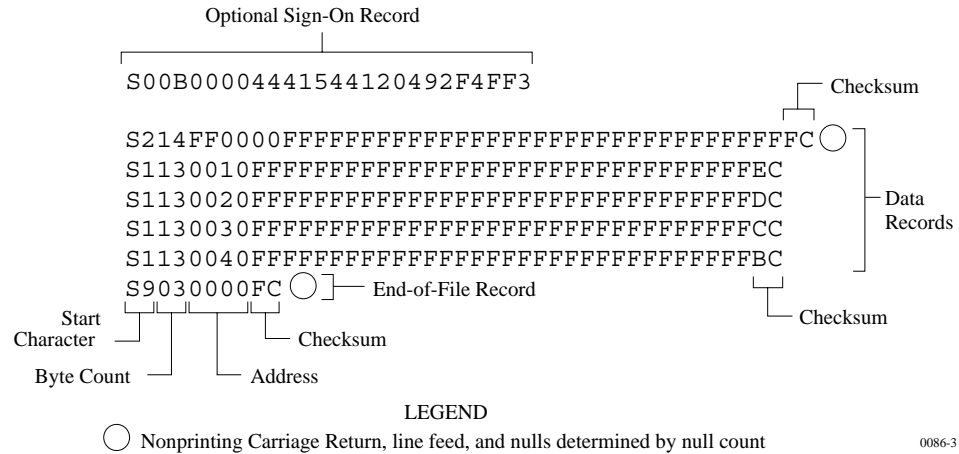 Optional Sign-On Record
S00B00004441544120492F4FF3
Checksum
S214FF0000FFFFFFFFFFFFFFFFFFFFFFFFFFFFFFFFFC
S1130010FFFFFFFFFFFFFFFFFFFFFFFFFFFFFFFFEC
S1130020FFFFFFFFFFFFFFFFFFFFFFFFFFFFFFFFDC
S1130030FFFFFFFFFFFFFFFFFFFFFFFFFFFFFFFFCC
S1130040FFFFFFFFFFFFFFFFFFFFFFFFFFFFFFFFBC
Data
Records
S9030000FC
End-of-File Record
Start
Character
Checksum
Checksum
Byte Count
Address
LEGEND
Nonprinting Carriage Return, line feed, and nulls determined by null count
0086-3